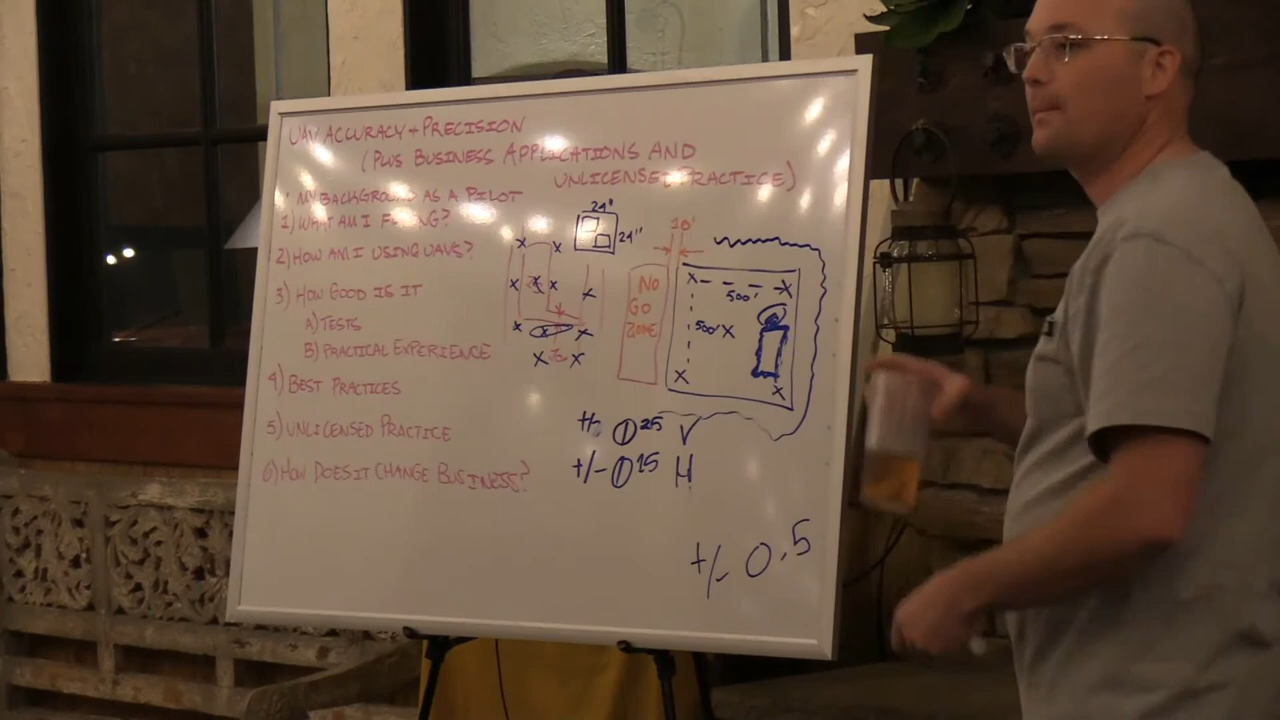 UAV ACCURACY + PRECISION
(PLUS BUSINESS APPLICATIONS AND
UNLICENSED PRACTICE)
• MY BACKGROUND AS A PILOT
1) WHAT AM I FLYING?
2) HOW AM I USING UAVS?
3) HOW GOOD IS IT
A) TESTS
B) PRACTICAL EXPERIENCE
4) BEST PRACTICES
5) UNLICENSED PRACTICE
6) HOW DOES IT CHANGE BUSINESS?
24"
24"
10'
NO
GO
ZONE
500'
500'
+/- 0.25 V
+/- 0.15 H
+/- 0.5